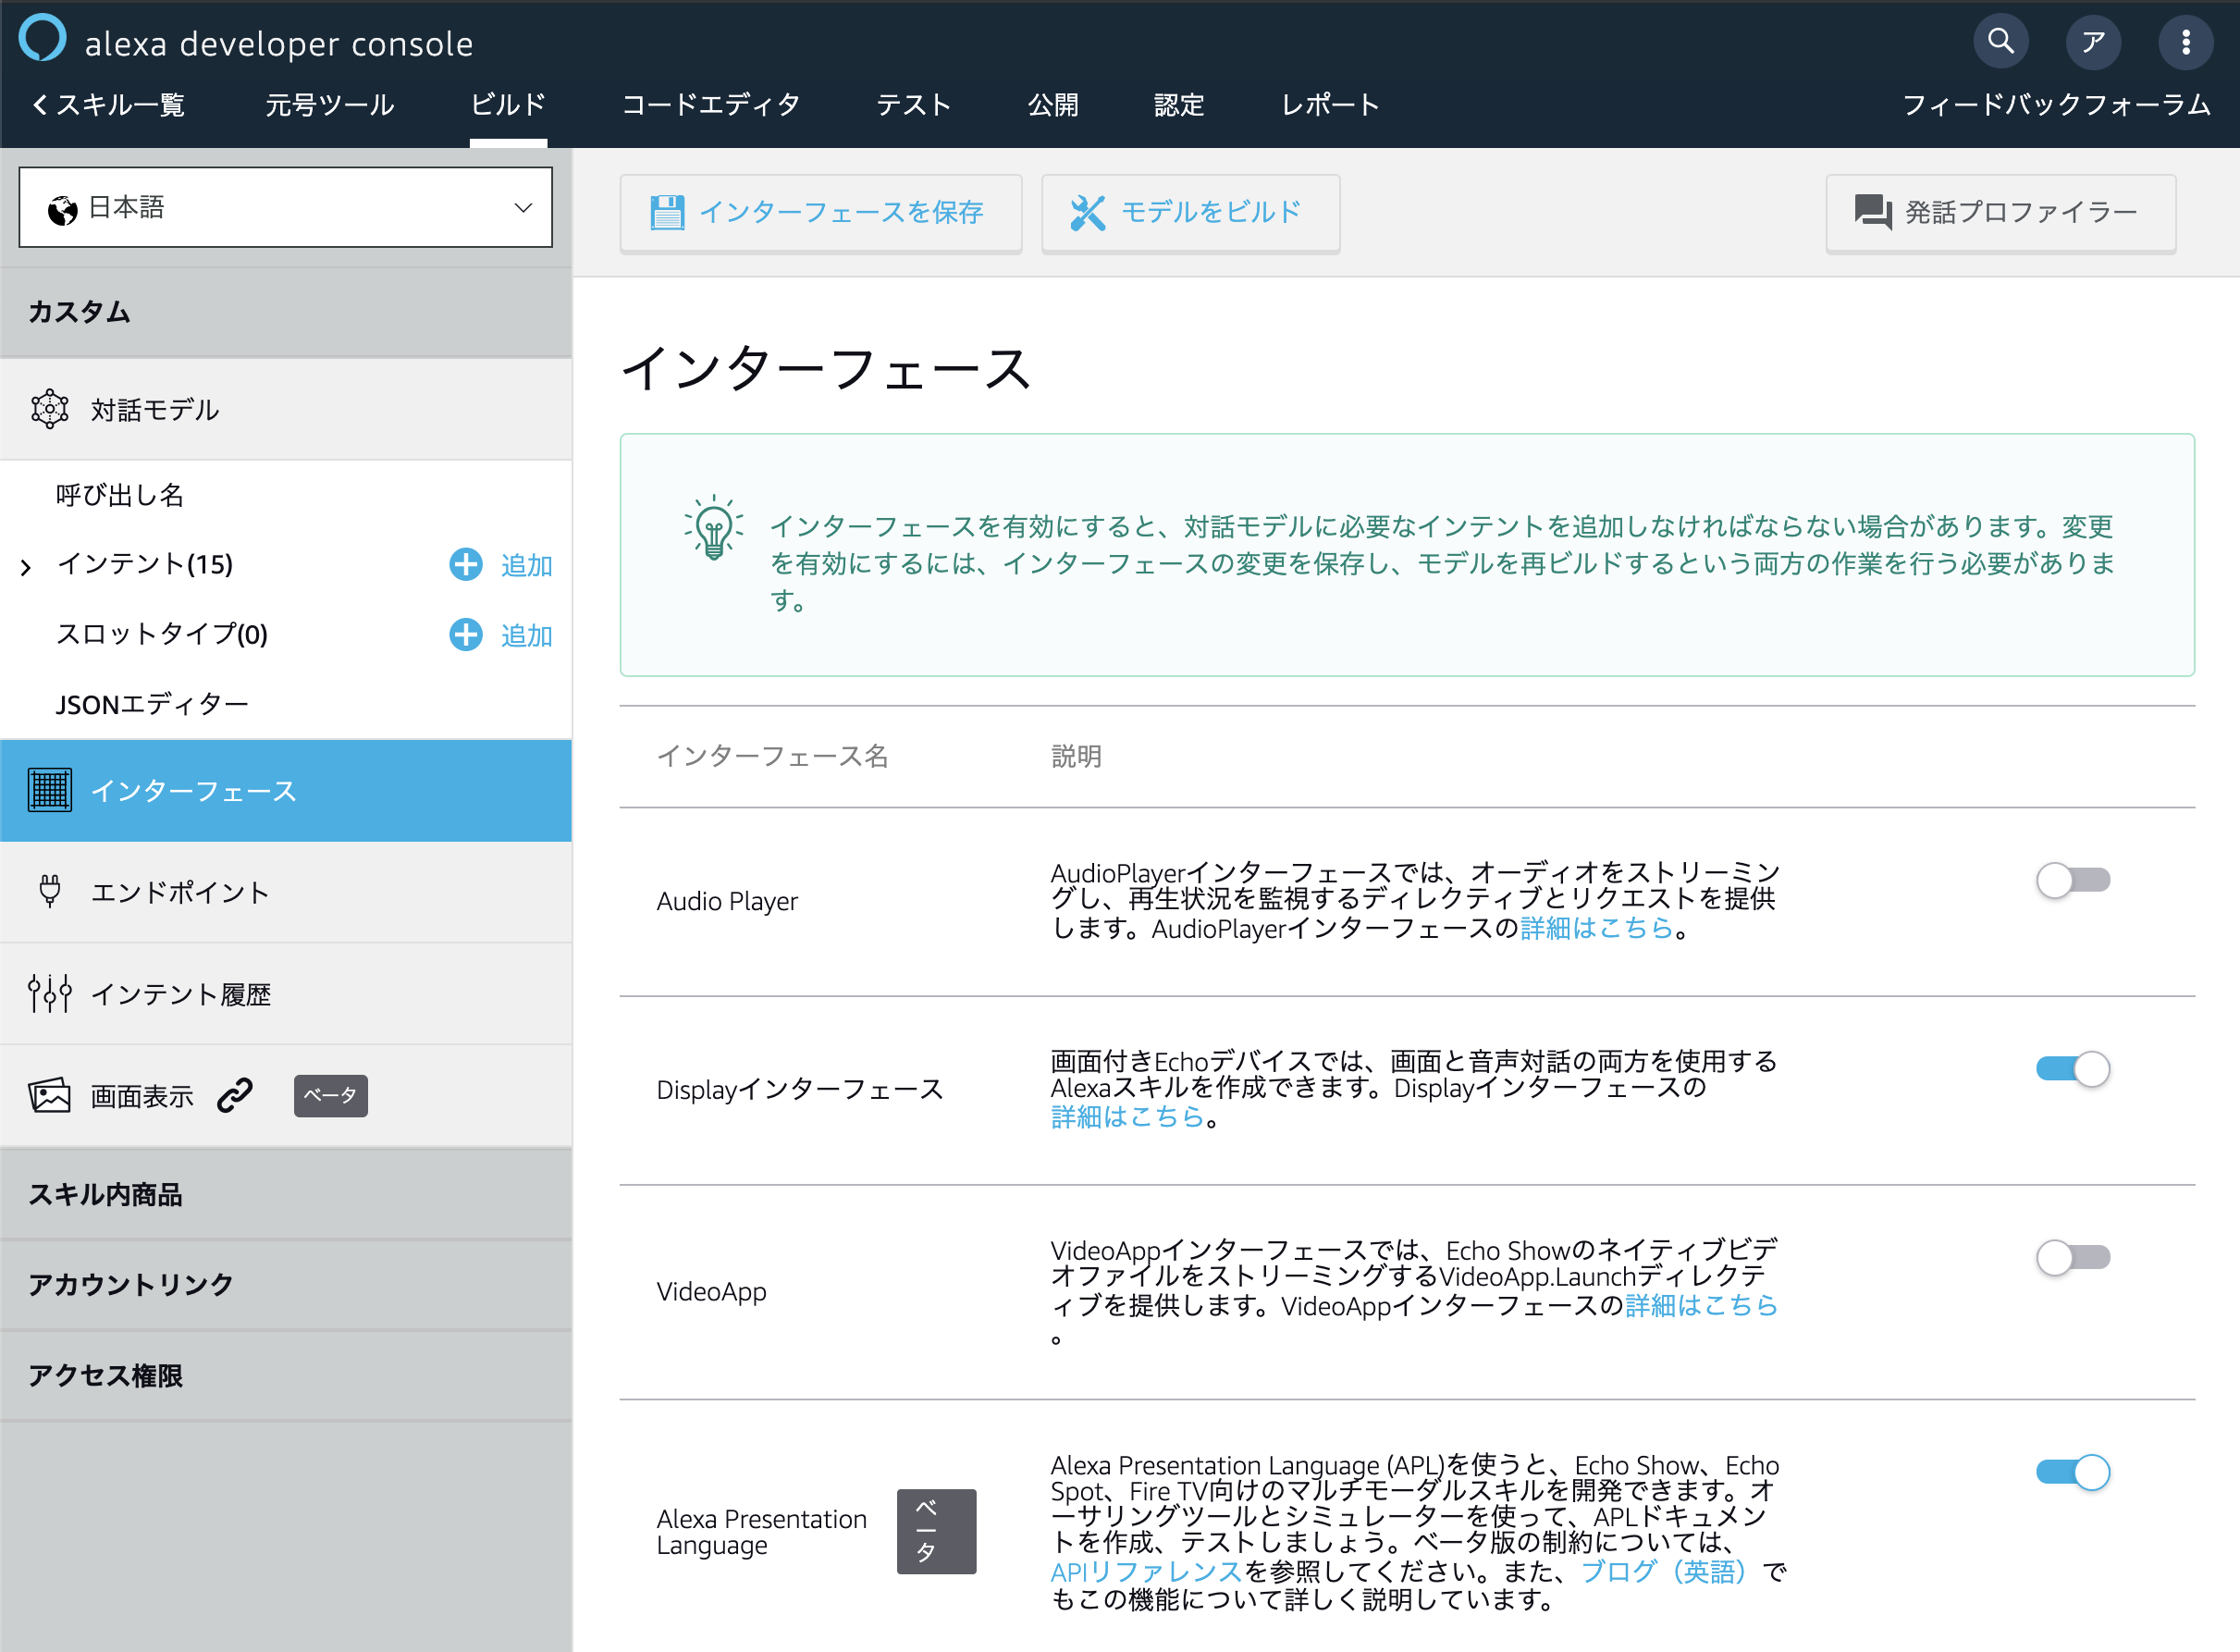 alexa developer console
ア
スキル一覧
元号ツール
ビルド
コードエディタ
テスト
公開
認定
レポート
フィードバックフォーラム
日本語
インターフェースを保存
モデルをビルド
発話プロファイラー
カスタム
対話モデル
呼び出し名
インテント(15)
追加
スロットタイプ(0)
追加
JSONエディター
インターフェース
エンドポイント
インテント履歴
画面表示
ベータ
スキル内商品
アカウントリンク
アクセス権限
インターフェース
インターフェースを有効にすると、対話モデルに必要なインテントを追加しなければならない場合があります。変更
を有効にするには、インターフェースの変更を保存し、モデルを再ビルドするという両方の作業を行う必要がありま
す。
インターフェース名
説明
Audio Player
AudioPlayerインターフェースでは、オーディオをストリーミン
グし、再生状況を監視するディレクティブとリクエストを提供
します。AudioPlayerインターフェースの詳細はこちら。
Displayインターフェース
画面付きEchoデバイスでは、画面と音声対話の両方を使用する
Alexaスキルを作成できます。Displayインターフェースの
詳細はこちら。
VideoApp
VideoAppインターフェースでは、Echo Showのネイティブビデ
オファイルをストリーミングするVideoApp.Launchディレクテ
ィブを提供します。VideoAppインターフェースの詳細はこちら
。
Alexa Presentation
Language
ベ
ー
タ
Alexa Presentation Language (APL)を使うと、Echo Show、Echo
Spot、Fire TV向けのマルチモーダルスキルを開発できます。オ
ーサリングツールとシミュレーターを使って、APLドキュメン
トを作成、テストしましょう。ベータ版の制約については、
APIリファレンスを参照してください。また、ブログ（英語）で
もこの機能について詳しく説明しています。